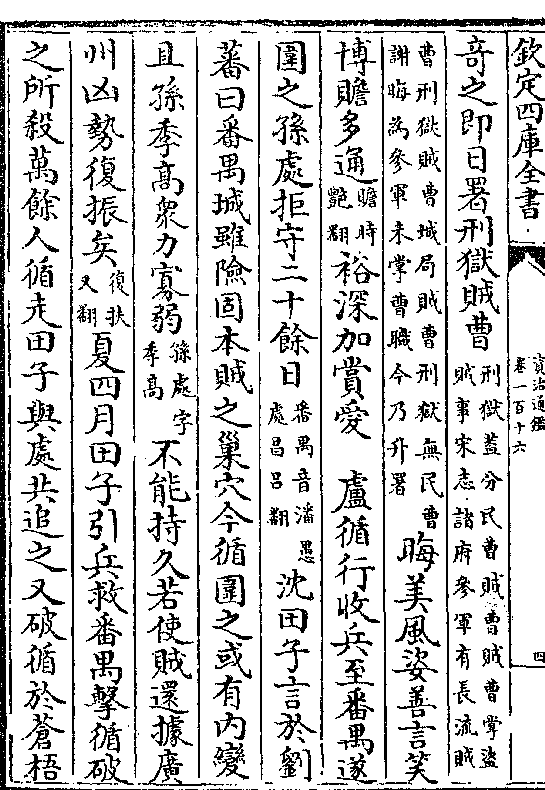 欽定四庫全書
資治通鑑
卷一百十六
四
奇之即日署刑獄賊曹刑獄蓋分民曹賊曹賊曹掌盜賊事宋志諸府參軍有長流賊
曹刑獄賊曹城局賊曹刑獄無民曹謝晦為參軍未掌曹職今乃升署晦美風姿善言笑
博贍多通贍時艷翻裕深加賞愛　盧循行收兵至番禺遂
圍之孫處拒守二十餘日番禺音潘愚處昌呂翻沈田子言於劉
蕃曰番禺城雖險固本賊之巢穴今循圍之或有内變
且孫季高衆力寡弱孫處字季高不能持久若使賊還據廣
州凶勢復振矣復扶又翻夏四月田子引兵救番禺擊循破
之所殺萬餘人循走田子與處共追之又破循於蒼梧